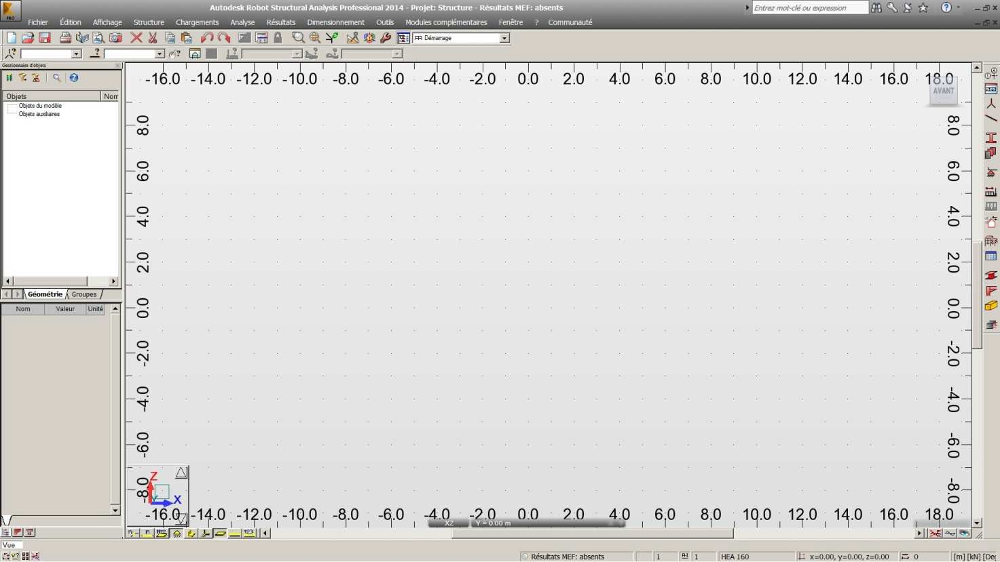 Autodesk Robot Structural Analysis Professional 2014 - Projet: Structure - Résultats MEF: absents
Entrez mot-clé ou expression
PRO
Fichier Édition Affichage Structure Chargements Analyse Résultats Dimensionnement Outils Modules complémentaires Fenêtre ? Communauté
FR Démarrage
Gestionnaire d'objets
Objets Nom
Objets du modèle
Objets auxiliaires
Géométrie Groupes
Nom Valeur Unité
-16.0 -14.0 -12.0 -10.0 -8.0 -6.0 -4.0 -2.0 0.0 2.0 4.0 6.0 8.0 10.0 12.0 14.0 16.0 18.0
AVANT
8.0 8.0
6.0 6.0
4.0 4.0
2.0 2.0
0.0 0.0
-2.0 -2.0
-4.0 -4.0
-6.0 -6.0
-8.0 -8.0
Z
Y X
-16.0 -14.0 -12.0 -10.0 -8.0 -6.0 -4.0 -2.0 0.0 2.0 4.0 6.0 8.0 10.0 12.0 14.0 16.0 18.0
XZ Y = 0.00 m
Vue
Résultats MEF: absents 1 1 HEA 160 x=0.00, y=0.00, z=0.00 0 [m] [kN] [Deg